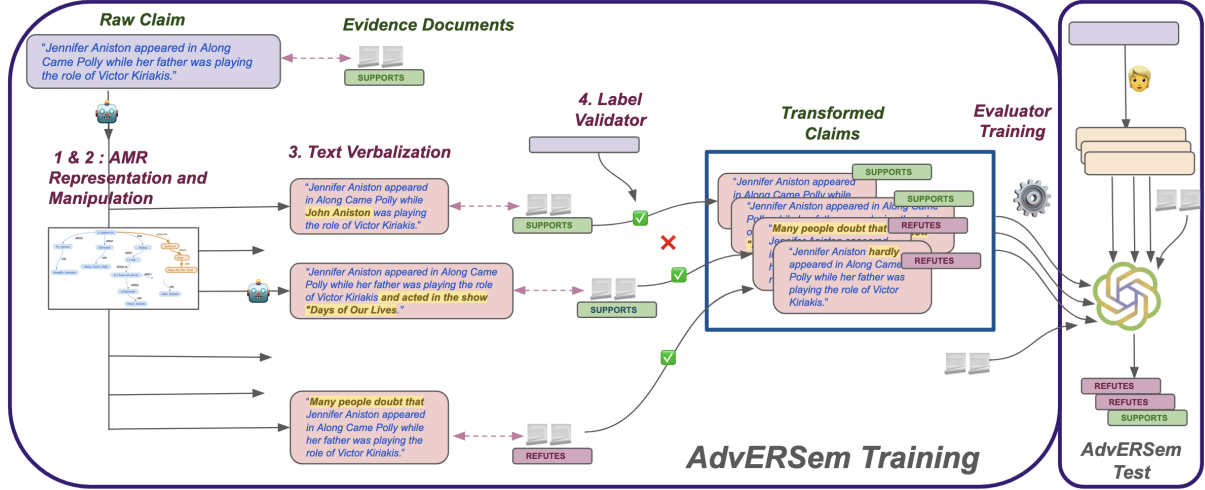 Raw Claim
Evidence Documents
"Jennifer Aniston appeared in Along
Came Polly while her father was playing
the role of Victor Kiriakis."
SUPPORTS
1 & 2 : AMR
Representation and
Manipulation
3. Text Verbalization
4. Label
Validator
Transformed
Claims
Evaluator
Training
"Jennifer Aniston appeared
in Along Came Polly while
John Aniston was playing
the role of Victor Kiriakis."
SUPPORTS
"Jennifer Aniston appeared in Along Came
Polly while her father was playing the role
of Victor Kiriakis and acted in the show
"Days of Our Lives."
SUPPORTS
"Many people doubt that
Jennifer Aniston appeared
in Along Came Polly while
her father was playing the
role of Victor Kiriakis."
REFUTES
"Jennifer Aniston appeared
in Along Came Polly while
SUPPORTS
"Jennifer Aniston appeared in Along Came
SUPPORTS
"Many people doubt that
REFUTES
"Jennifer Aniston hardly
appeared in Along Came
Polly while her father was
playing the role of Victor
Kiriakis."
REFUTES
AdvERSem Training
REFUTES
REFUTES
SUPPORTS
AdvERSem
Test